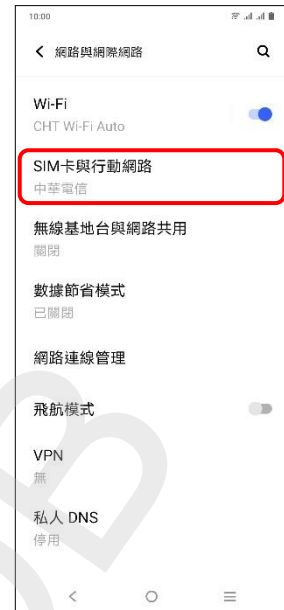 10:00
網路與網際網路
Wi-Fi
CHT Wi-Fi Auto
SIM卡與行動網路
中華電信
無線基地台與網路共用
關閉
數據節省模式
已關閉
網路連線管理
飛航模式
VPN
無
私人 DNS
停用